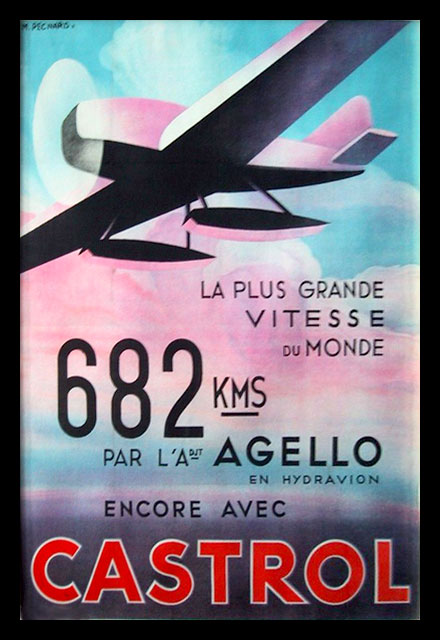 LA PLUS GRANDE
VITESSE
DU MONDE
682 KMS
PAR L'ADJT AGELLO
EN HYDRAVION
ENCORE AVEC
CASTROL